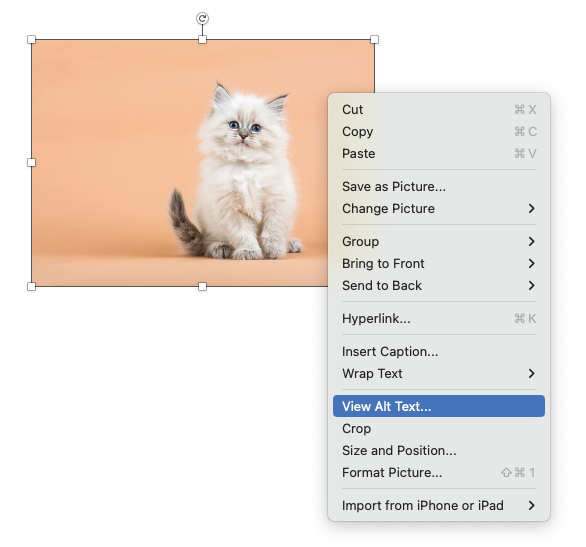 Cut ⌘ X
Copy ⌘ C
Paste ⌘ V
Save as Picture...
Change Picture
Group
Bring to Front
Send to Back
Hyperlink... ⌘ K
Insert Caption...
Wrap Text
View Alt Text...
Crop
Size and Position...
Format Picture... ⇧⌘ 1
Import from iPhone or iPad